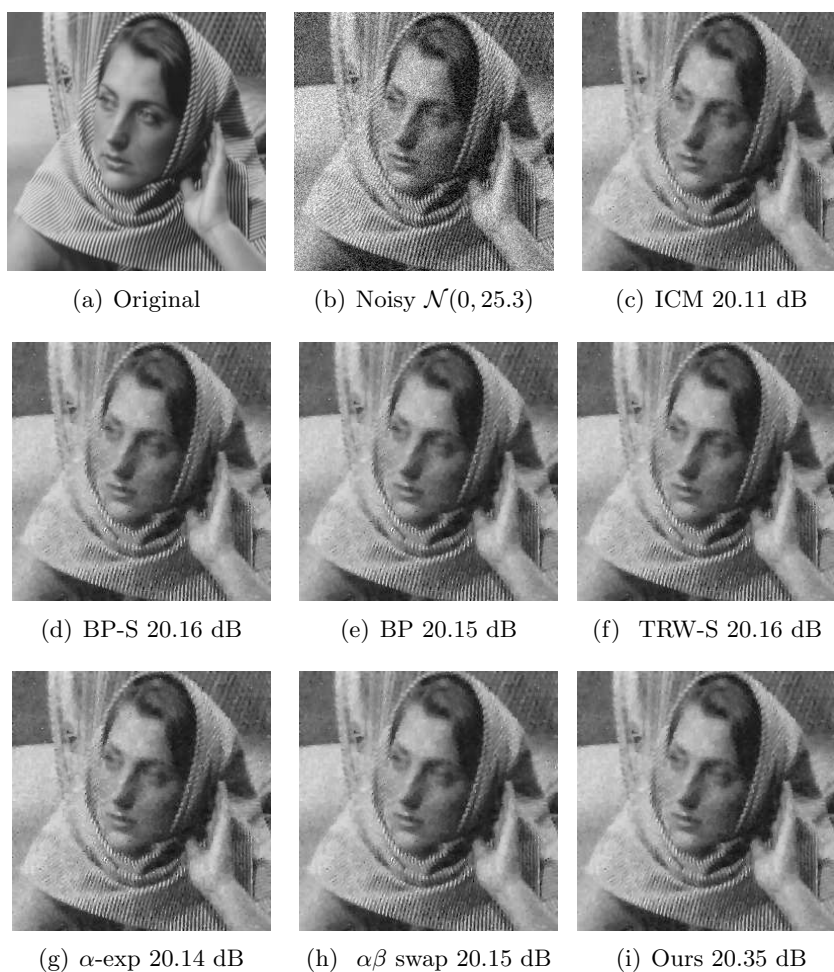 (a) Original
(b) Noisy 𝒩(0, 25.3)
(c) ICM 20.11 dB
(d) BP-S 20.16 dB
(e) BP 20.15 dB
(f) TRW-S 20.16 dB
(g) α-exp 20.14 dB
(h) αβ swap 20.15 dB
(i) Ours 20.35 dB